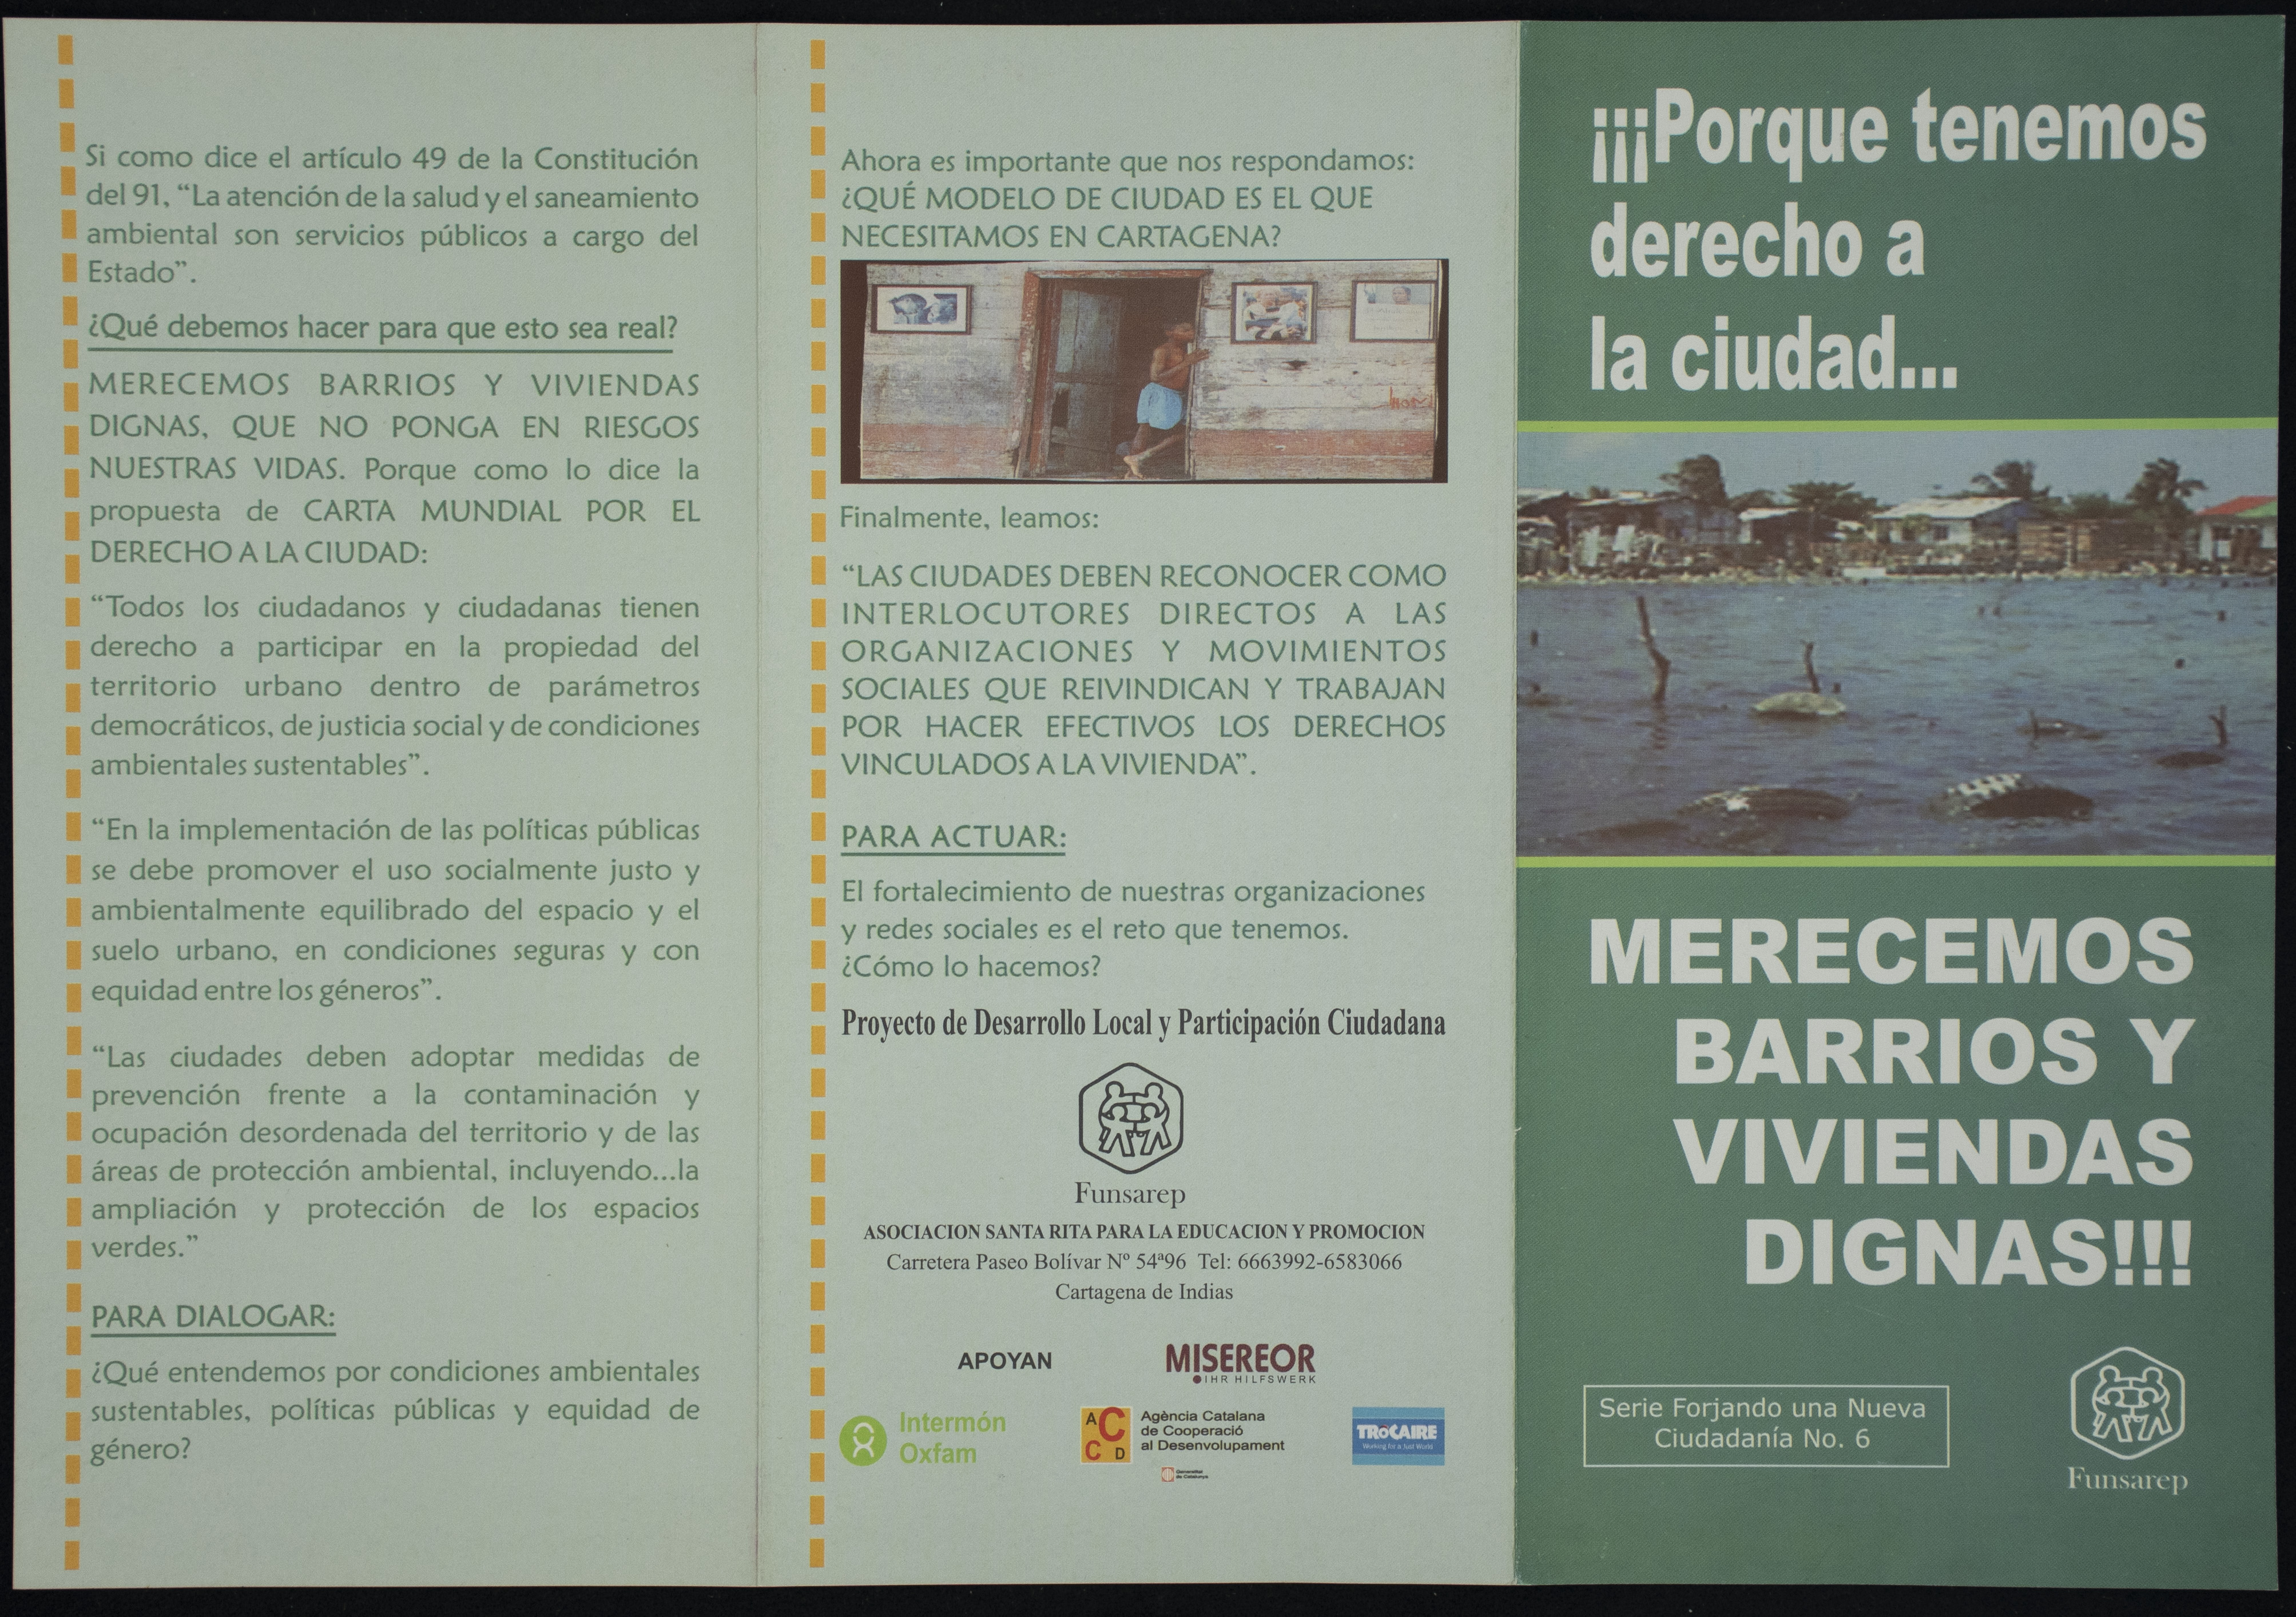 Si como dice el artículo 49 de la Constitución
del 91, “La atención de la salud y el saneamiento
ambiental son servicios públicos a cargo del
Estado”.
¿Qué debemos hacer para que esto sea real?
MERECEMOS BARRIOS Y VIVIENDAS
DIGNAS, QUE NO PONGA EN RIESGOS
NUESTRAS VIDAS. Porque como lo dice la
propuesta de CARTA MUNDIAL POR EL
DERECHO A LA CIUDAD:
“Todos los ciudadanos y ciudadanas tienen
derecho a participar en la propiedad del
territorio urbano dentro de parámetros
democráticos, de justicia social y de condiciones
ambientales sustentables”.
“En la implementación de las políticas públicas
se debe promover el uso socialmente justo y
ambientalmente equilibrado del espacio y el
suelo urbano, en condiciones seguras y con
equidad entre los géneros”.
“Las ciudades deben adoptar medidas de
prevención frente a la contaminación y
ocupación desordenada del territorio y de las
áreas de protección ambiental, incluyendo...la
ampliación y protección de los espacios
verdes.”
PARA DIALOGAR:
¿Qué entendemos por condiciones ambientales
sustentables, políticas públicas y equidad de
género?
Ahora es importante que nos respondamos:
¿QUÉ MODELO DE CIUDAD ES EL QUE
NECESITAMOS EN CARTAGENA?
Finalmente, leamos:
“LAS CIUDADES DEBEN RECONOCER COMO
INTERLOCUTORES DIRECTOS A LAS
ORGANIZACIONES Y MOVIMIENTOS
SOCIALES QUE REIVINDICAN Y TRABAJAN
POR HACER EFECTIVOS LOS DERECHOS
VINCULADOS A LA VIVIENDA”.
PARA ACTUAR:
El fortalecimiento de nuestras organizaciones
y redes sociales es el reto que tenemos.
¿Cómo lo hacemos?
Proyecto de Desarrollo Local y Participación Ciudadana
Funsarep
ASOCIACION SANTA RITA PARA LA EDUCACION Y PROMOCION
Carretera Paseo Bolívar Nº 54ª96 Tel: 6663992-6583066
Cartagena de Indias
APOYAN
MISEREOR
IHR HILFSWERK
Intermón
Oxfam
ACCD
Agència Catalana
de Cooperació
al Desenvolupament
Generalitat
de Catalunya
TRÓCAIRE
Working for a Just World
¡¡¡Porque tenemos
derecho a
la ciudad...
MERECEMOS
BARRIOS Y
VIVIENDAS
DIGNAS!!!
Serie Forjando una Nueva
Ciudadanía No. 6
Funsarep